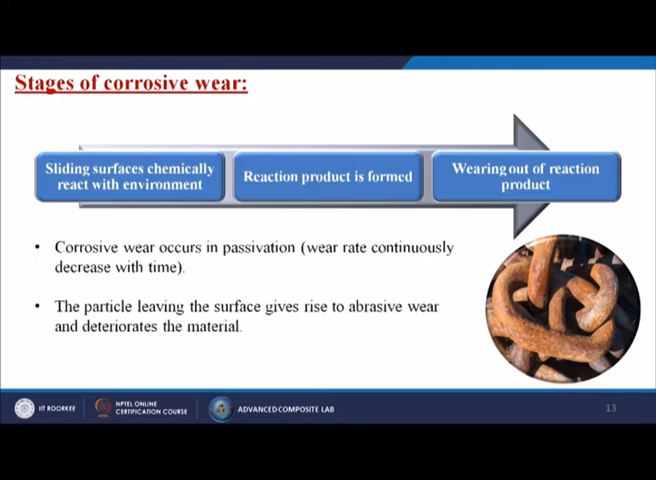 Stages of corrosive wear:
Sliding surfaces chemically
react with environment
Reaction product is formed
Wearing out of reaction
product
• Corrosive wear occurs in passivation (wear rate continuously
decrease with time).
• The particle leaving the surface gives rise to abrasive wear
and deteriorates the material.
IIT ROORKEE
NPTEL ONLINE
CERTIFICATION COURSE
ADVANCED COMPOSITE LAB
13